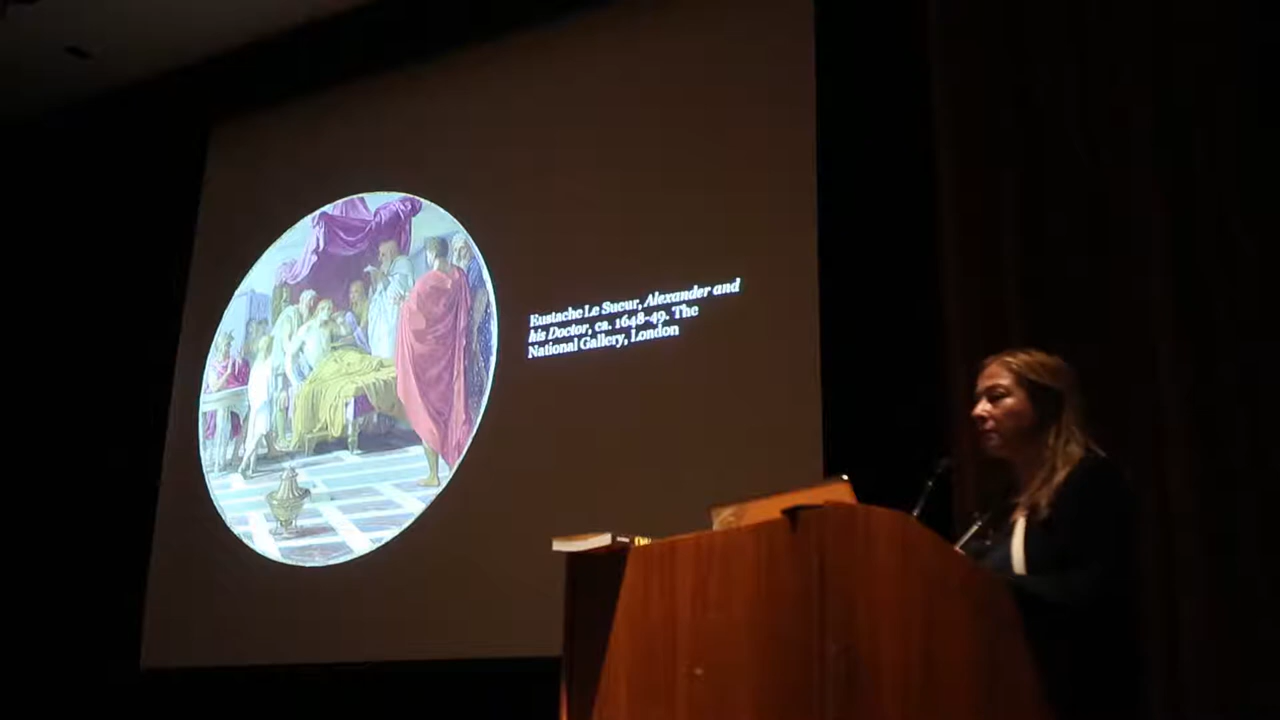 Eustache Le Sueur, Alexander and
his Doctor, ca. 1648-49. The
National Gallery, London